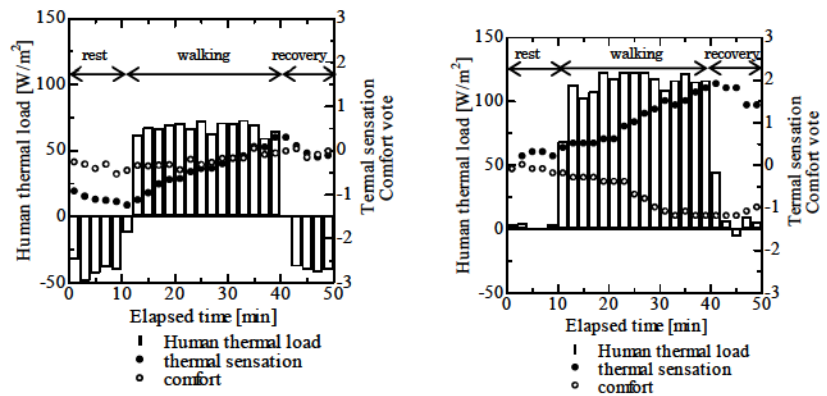 150
100
50
0
-50
Human thermal load [W/m²]
rest
walking
recovery
3
2
1
0
-1
-2
-3
Termal sensation
Comfort vote
0 10 20 30 40 50
Elapsed time [min]
Human thermal load
thermal sensation
comfort
150
100
50
0
-50
Human thermal load [W/m²]
rest
walking
recovery
3
2
1
0
-1
-2
-3
Termal sensation
Comfort vote
0 10 20 30 40 50
Elapsed time [min]
Human thermal load
thermal sensation
comfort